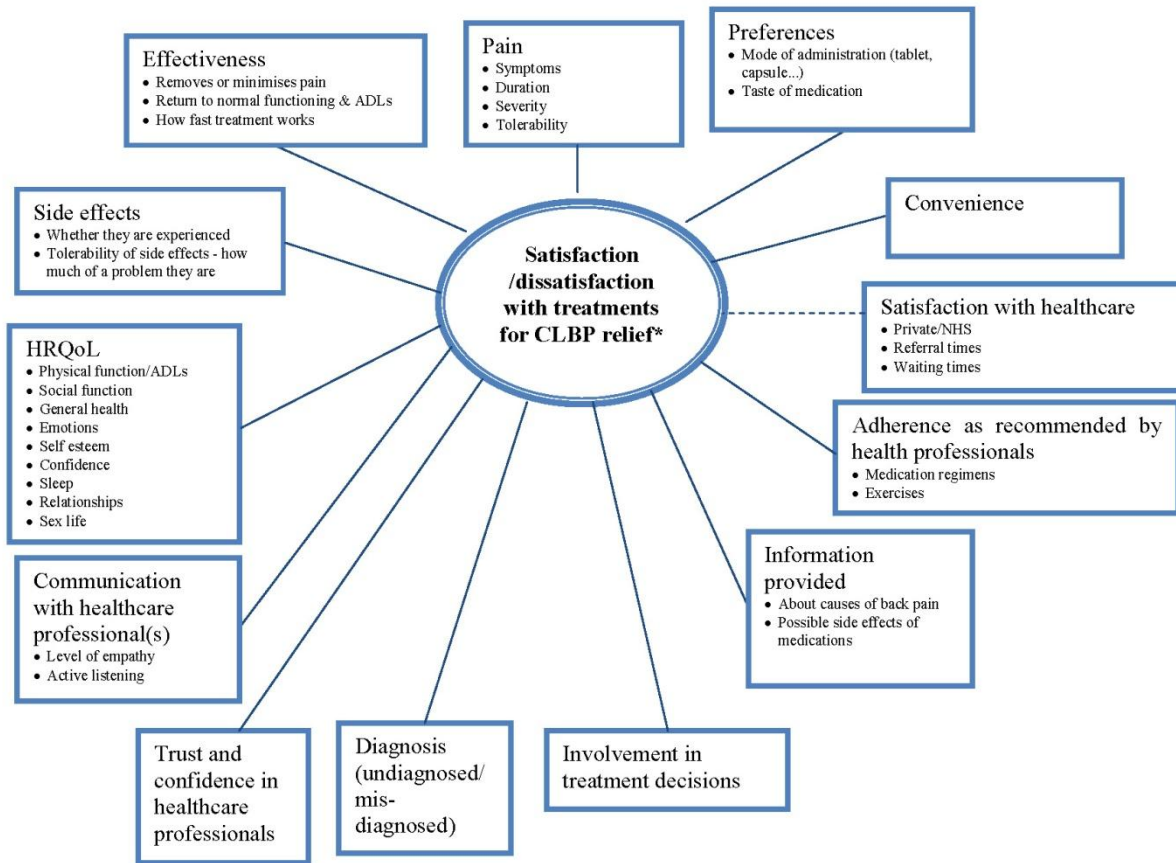 Effectiveness
• Removes or minimises pain
• Return to normal functioning & ADLs
• How fast treatment works
Pain
• Symptoms
• Duration
• Severity
• Tolerability
Preferences
• Mode of administration (tablet,
capsule...)
• Taste of medication
Side effects
• Whether they are experienced
• Tolerability of side effects - how
much of a problem they are
Satisfaction
/dissatisfaction
with treatments
for CLBP relief*
Convenience
Satisfaction with healthcare
• Private/NHS
• Referral times
• Waiting times
HRQoL
• Physical function/ADLs
• Social function
• General health
• Emotions
• Self esteem
• Confidence
• Sleep
• Relationships
• Sex life
Adherence as recommended by
health professionals
• Medication regimens
• Exercises
Communication
with healthcare
professional(s)
• Level of empathy
• Active listening
Information
provided
• About causes of back pain
• Possible side effects of
medications
Trust and
confidence in
healthcare
professionals
Diagnosis
(undiagnosed/
mis-
diagnosed)
Involvement in
treatment decisions